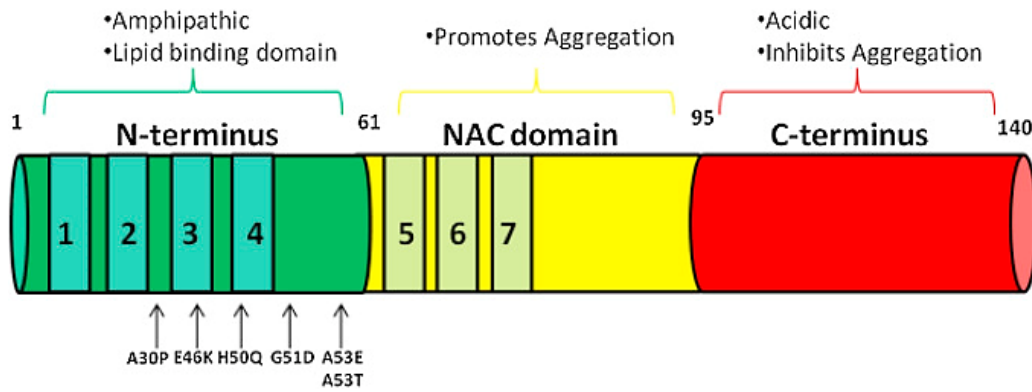 •Amphipathic
•Lipid binding domain
•Promotes Aggregation
•Acidic
•Inhibits Aggregation
1
N-terminus
61
NAC domain
95
C-terminus
140
1 2 3 4 5 6 7
A30P E46K H50Q G51D A53E
A53T